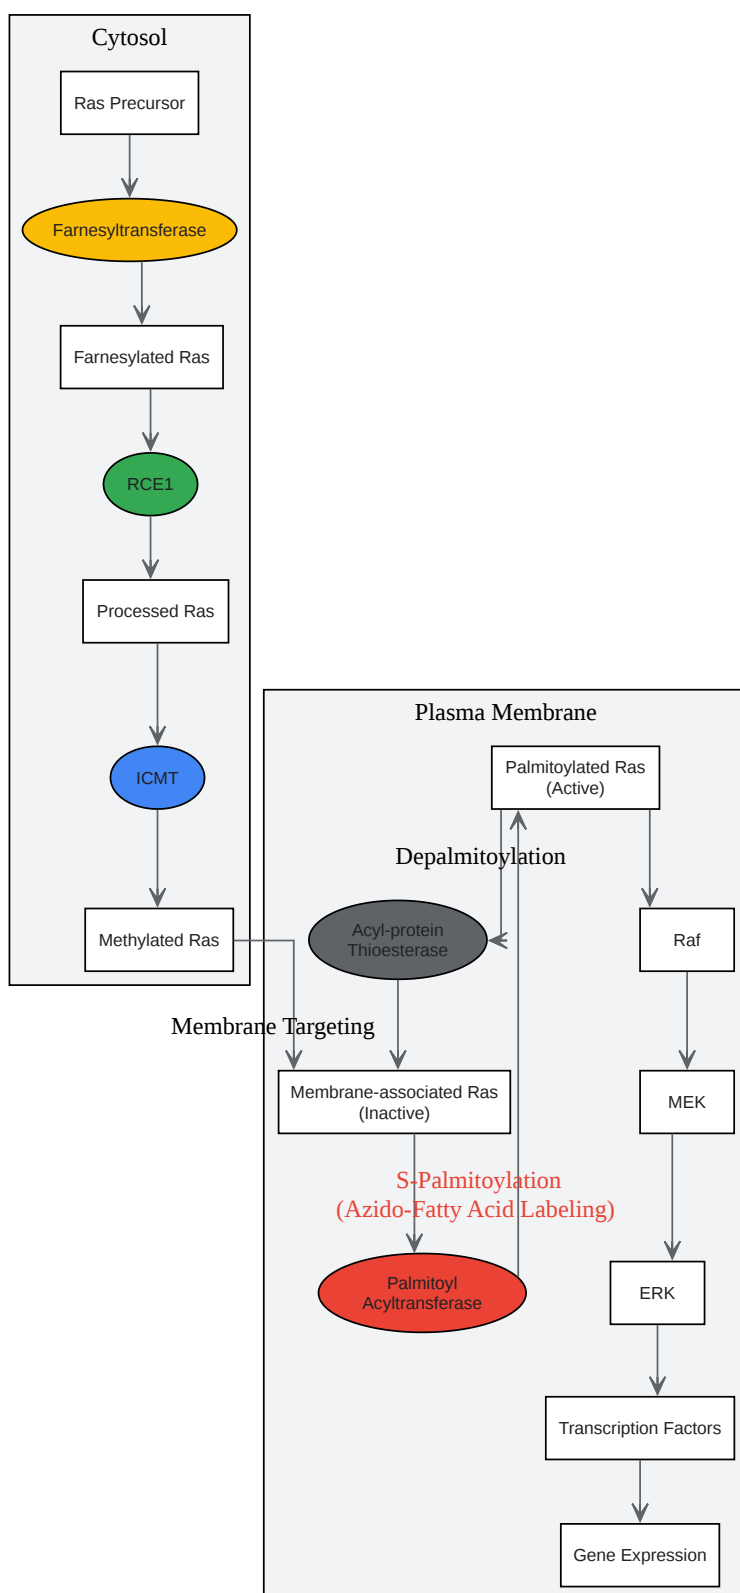 Cytosol
Ras Precursor
Farnesyltransferase
Farnesylated Ras
RCE1
Processed Ras
ICMT
Methylated Ras
Membrane Targeting
Plasma Membrane
Palmitoylated Ras
(Active)
Depalmitoylation
Acyl-protein
Thioesterase
Membrane-associated Ras
(Inactive)
S-Palmitoylation
(Azido-Fatty Acid Labeling)
Palmitoyl
Acyltransferase
Raf
MEK
ERK
Transcription Factors
Gene Expression